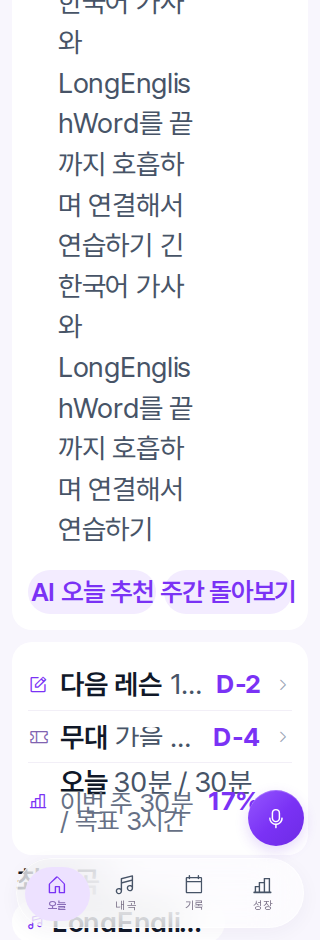 한국어 가사
와
LongEnglis
hWord를 끝
까지 호흡하
며 연결해서
연습하기 긴
한국어 가사
와
LongEnglis
hWord를 끝
까지 호흡하
며 연결해서
연습하기
AI 오늘 추천 주간 돌아보기
다음 레슨 1... D-2
무대 가을 ... D-4
오늘 30분 / 30분
이번 주 30분 17%
/ 목표 3시간
오늘 내 곡 기록 성장
LongEngli...